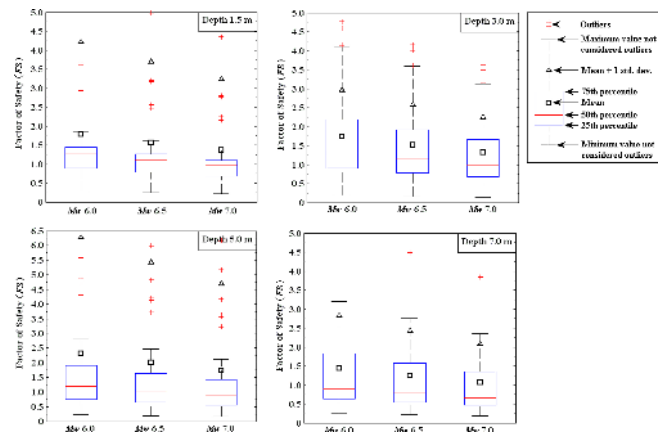 Depth 1.5 m
Factor of Safety (FS)
5.0
4.5
4.0
3.5
3.0
2.5
2.0
1.5
1.0
0.5
0.0
Mw 6.0 Mw 6.5 Mw 7.0
Depth 3.0 m
Factor of Safety (FS)
5.0
4.5
4.0
3.5
3.0
2.5
2.0
1.5
1.0
0.5
0.0
Mw 6.0 Mw 6.5 Mw 7.0
Outliers
Maximum value not
considered outliers
Mean + 1 std. dev.
75th percentile
Mean
50th percentile
25th percentile
Minimum value not
considered outliers
Depth 5.0 m
Factor of Safety (FS)
6.5
6.0
5.5
5.0
4.5
4.0
3.5
3.0
2.5
2.0
1.5
1.0
0.5
0.0
Mw 6.0 Mw 6.5 Mw 7.0
Depth 7.0 m
Factor of Safety (FS)
5.0
4.5
4.0
3.5
3.0
2.5
2.0
1.5
1.0
0.5
0.0
Mw 6.0 Mw 6.5 Mw 7.0